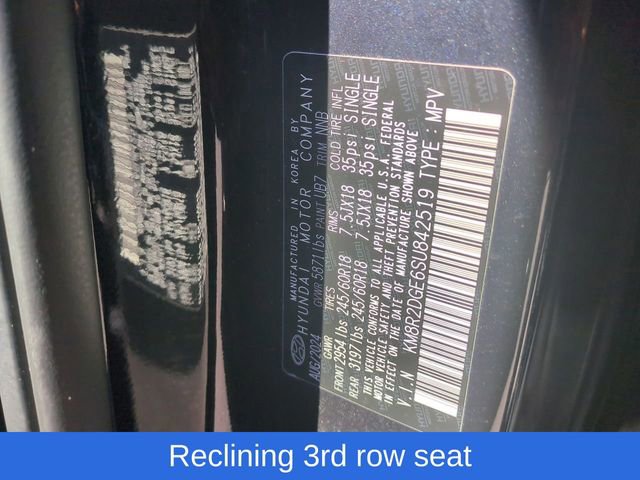 MANUFACTURED IN KOREA BY
HYUNDAI MOTOR COMPANY
AUG/2024 GVWR 5871 lbs PAINT UB7 TRIM NNB
GAWR TIRES RIMS COLD TIRE INFL
FRONT 2954 lbs 245/60R18 7.5JX18 35psi SINGLE
REAR 3197 lbs 245/60R18 7.5JX18 35psi SINGLE
THIS VEHICLE CONFORMS TO ALL APPLICABLE U.S.A. FEDERAL
MOTOR VEHICLE SAFETY AND THEFT PREVENTION STANDARDS
IN EFFECT ON THE DATE OF MANUFACTURE SHOWN ABOVE
V.I.N KM8R2DGE6SU842519 TYPE : MPV
Reclining 3rd row seat